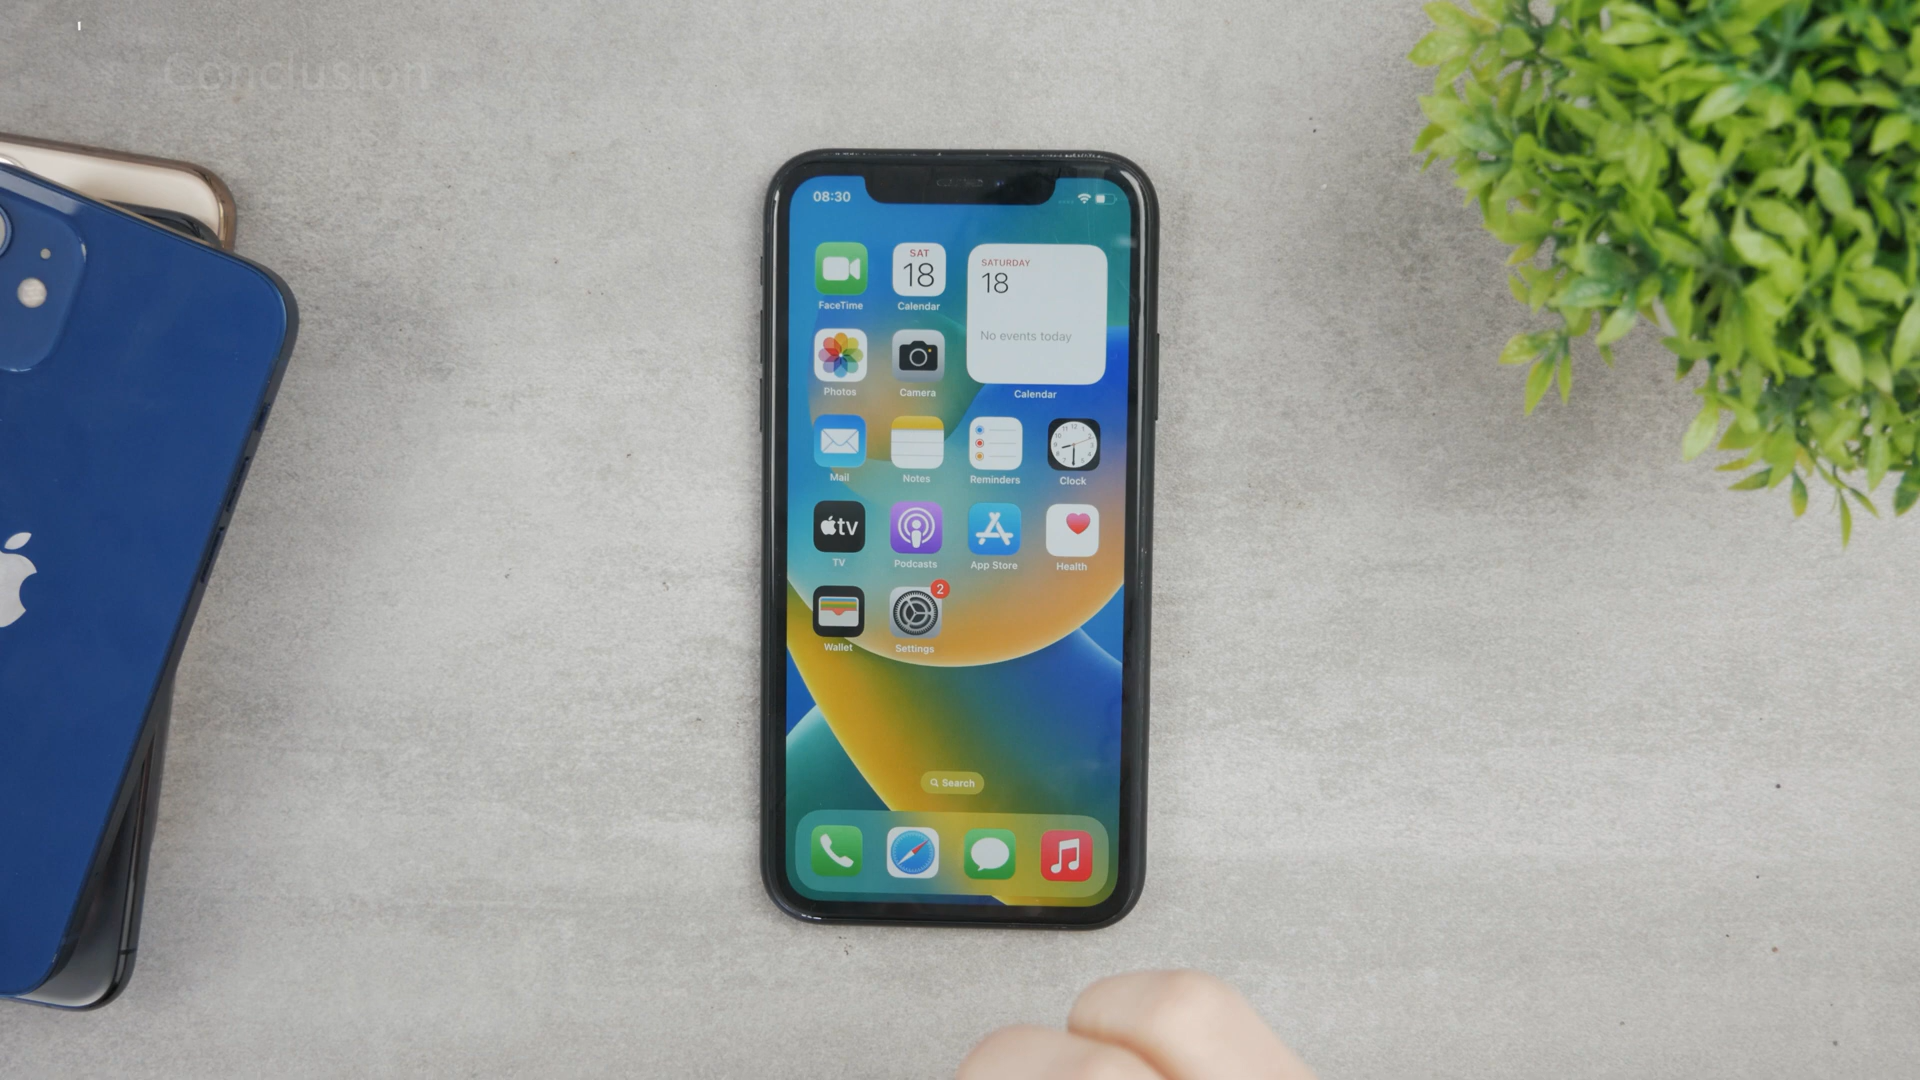 Conclusion
08:30
FaceTime
SAT
18
Calendar
SATURDAY
18
No events today
Calendar
Photos
Camera
Mail
Notes
Reminders
Clock
tv
TV
Podcasts
App Store
Health
Wallet
2
Settings
Search